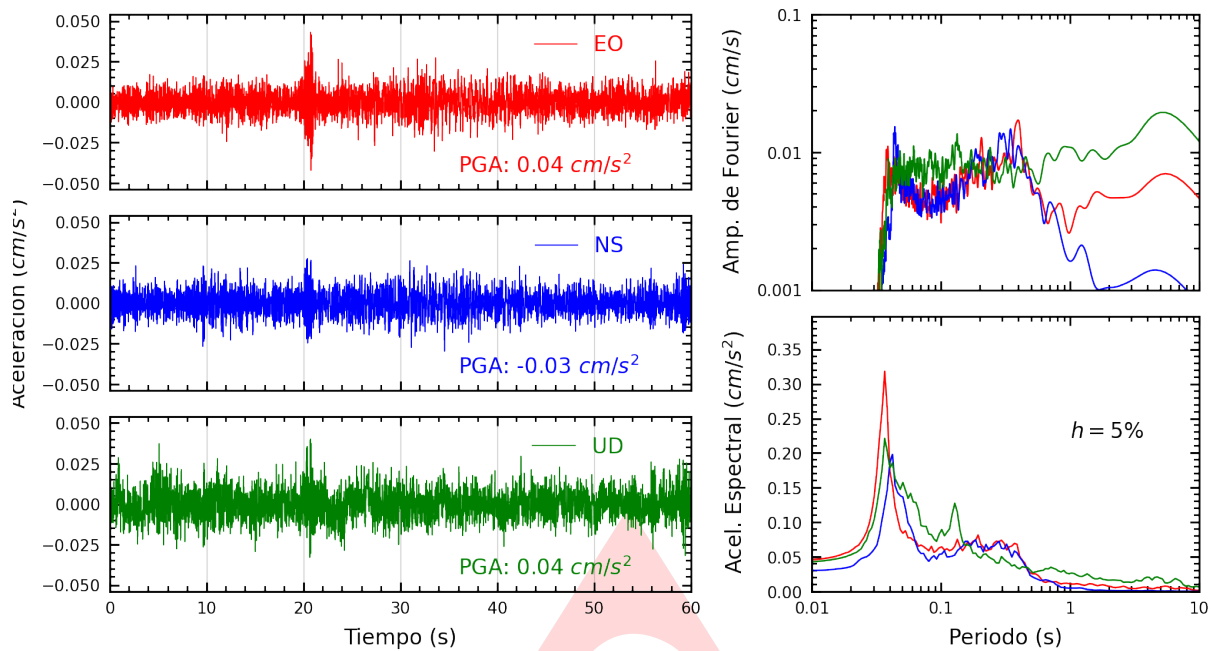 0.050
0.025
0.000
−0.025
−0.050
EO
PGA: 0.04 cm/s²
0.050
0.025
0.000
−0.025
−0.050
NS
PGA: -0.03 cm/s²
0.050
0.025
0.000
−0.025
−0.050
UD
PGA: 0.04 cm/s²
0 10 20 30 40 50 60
Tiempo (s)
Aceleracion (cm/s²)
0.1
0.01
0.001
Amp. de Fourier (cm/s)
0.35
0.30
0.25
0.20
0.15
0.10
0.05
0.00
h = 5%
Acel. Espectral (cm/s²)
0.01 0.1 1 10
Periodo (s)